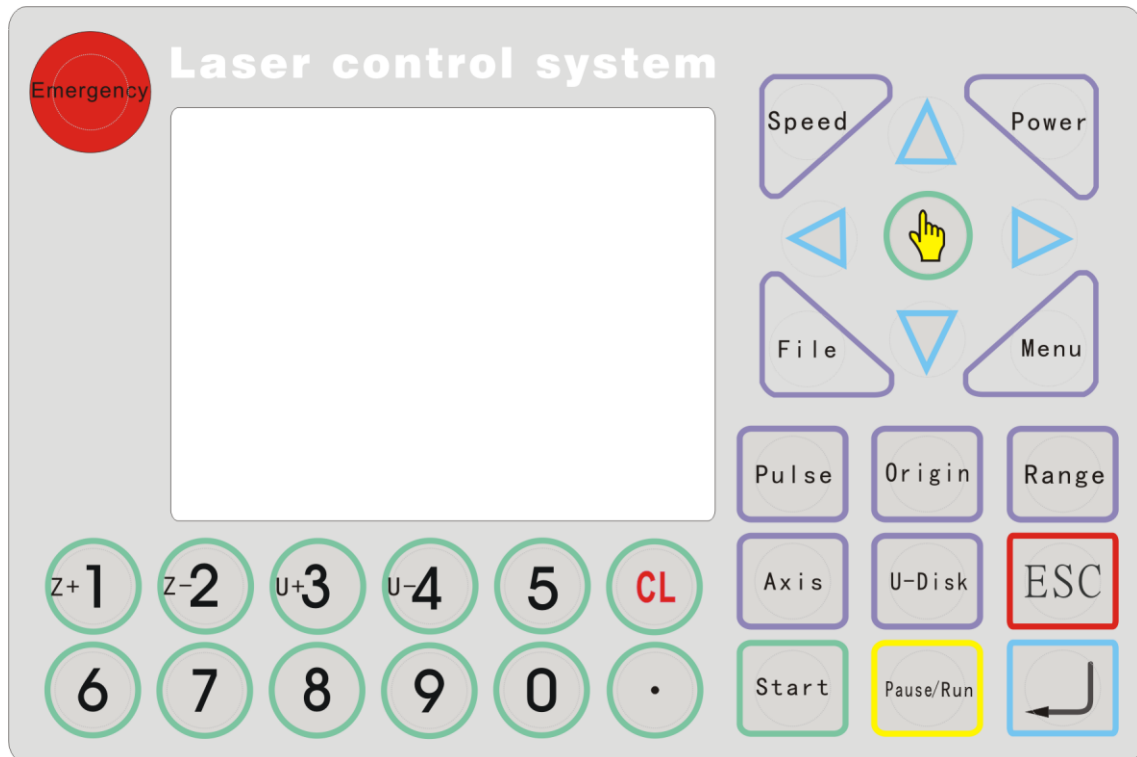 Laser control system
Emergency
Speed
Power
File
Menu
Pulse
Origin
Range
Z+1
Z-2
U+3
U-4
5
CL
Axis
U-Disk
ESC
6
7
8
9
0
.
Start
Pause/Run